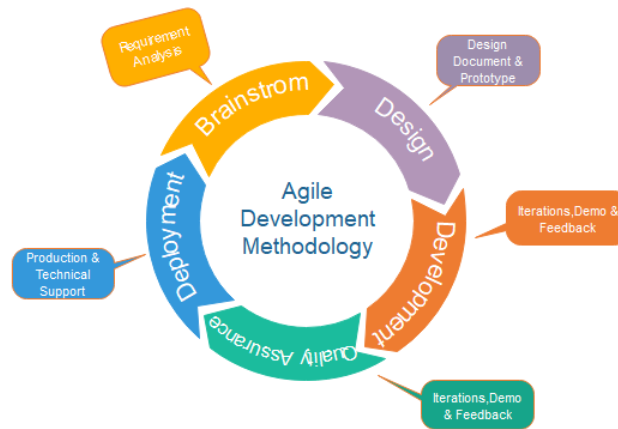 Requirement
Analysis
Brainstrom
Design
Document &
Prototype
Design
Agile
Development
Methodology
Iterations,Demo &
Feedback
Development
Production &
Technical
Support
Deployment
Quality Assurance
Iterations,Demo
& Feedback